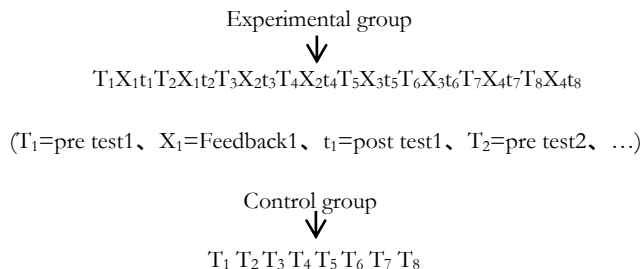 Experimental group
T₁X₁t₁T₂X₁t₂T₃X₂t₃T₄X₂t₄T₅X₃t₅T₆X₃t₆T₇X₄t₇T₈X₄t₈
(T₁=pre test1、X₁=Feedback1、t₁=post test1、T₂=pre test2、…)
Control group
T₁ T₂ T₃ T₄ T₅ T₆ T₇ T₈